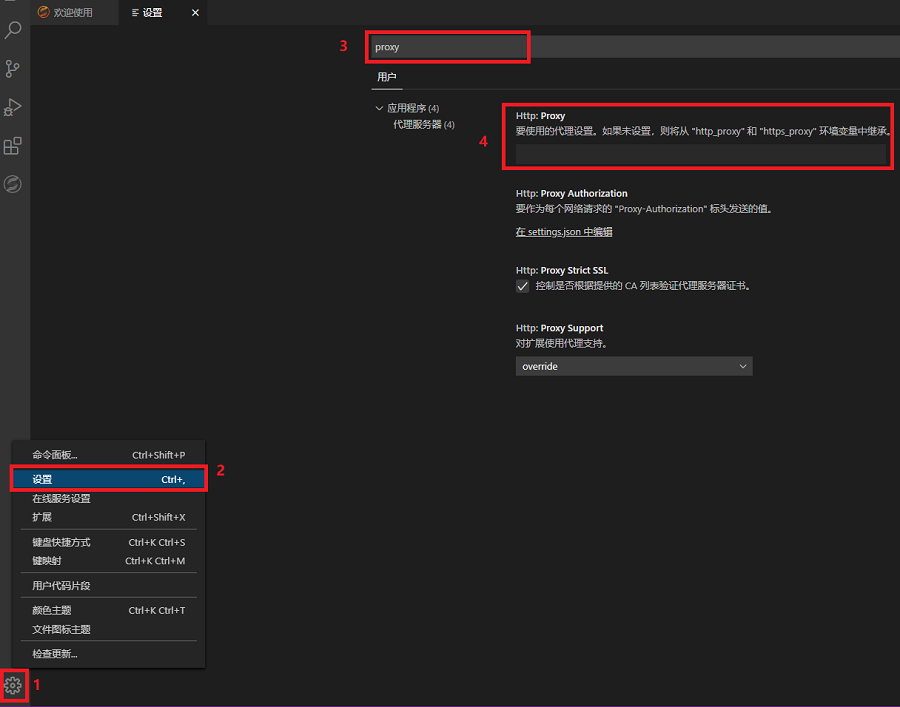 欢迎使用
设置
3
proxy
用户
应用程序 (4)
代理服务器 (4)
4
Http: Proxy
要使用的代理设置。如果未设置，则将从 "http_proxy" 和 "https_proxy" 环境变量中继承。
Http: Proxy Authorization
要作为每个网络请求的 "Proxy-Authorization" 标头发送的值。
在 settings.json 中编辑
Http: Proxy Strict SSL
控制是否根据提供的 CA 列表验证代理服务器证书。
Http: Proxy Support
对扩展使用代理支持。
override
命令面板... Ctrl+Shift+P
设置 Ctrl+,
2
在线服务设置
扩展 Ctrl+Shift+X
键盘快捷方式 Ctrl+K Ctrl+S
键映射 Ctrl+K Ctrl+M
用户代码片段
颜色主题 Ctrl+K Ctrl+T
文件图标主题
检查更新...
1